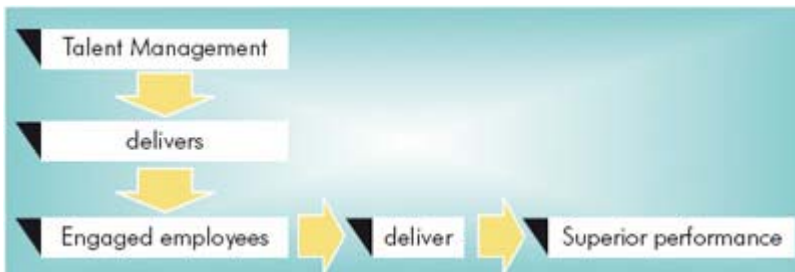 Talent Management
delivers
Engaged employees
deliver
Superior performance